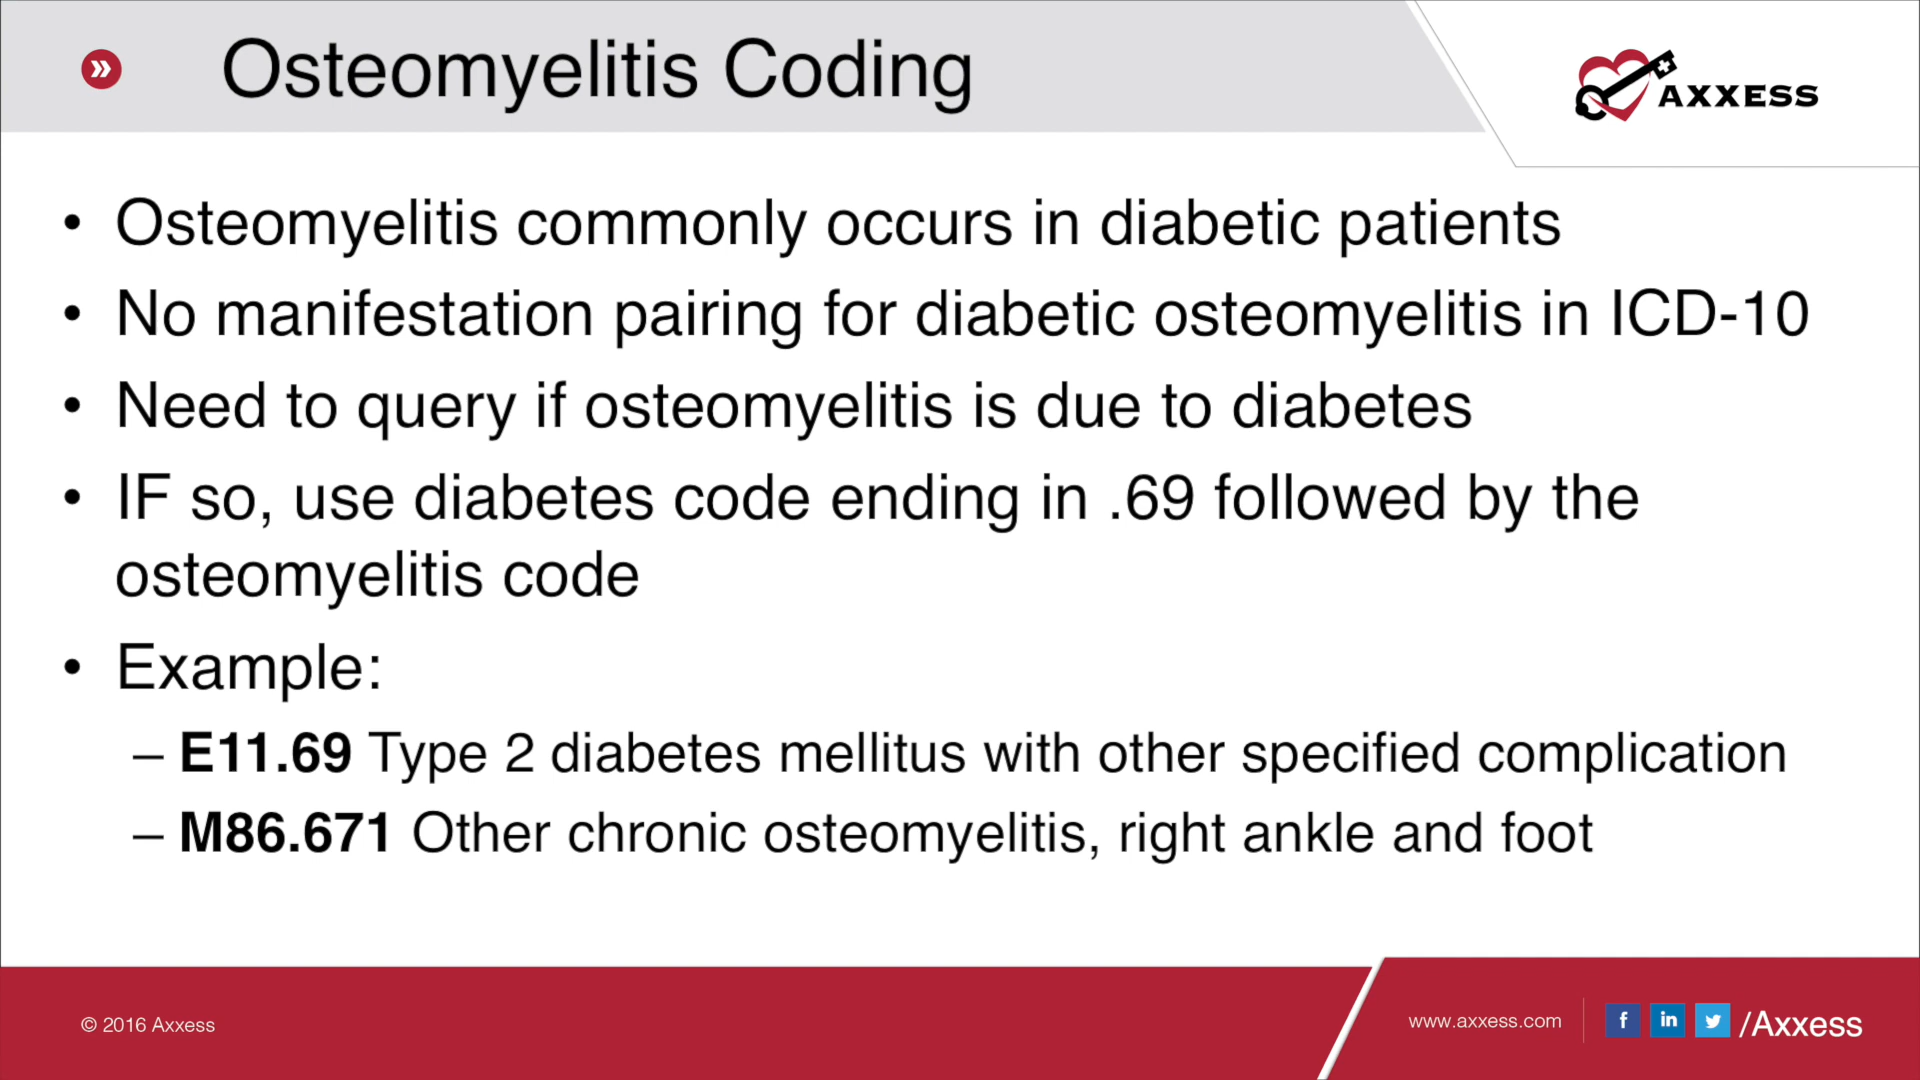 Osteomyelitis Coding
AXXESS
• Osteomyelitis commonly occurs in diabetic patients
• No manifestation pairing for diabetic osteomyelitis in ICD-10
• Need to query if osteomyelitis is due to diabetes
• IF so, use diabetes code ending in .69 followed by the
osteomyelitis code
• Example:
– E11.69 Type 2 diabetes mellitus with other specified complication
– M86.671 Other chronic osteomyelitis, right ankle and foot
© 2016 Axxess
www.axxess.com
f in /Axxess